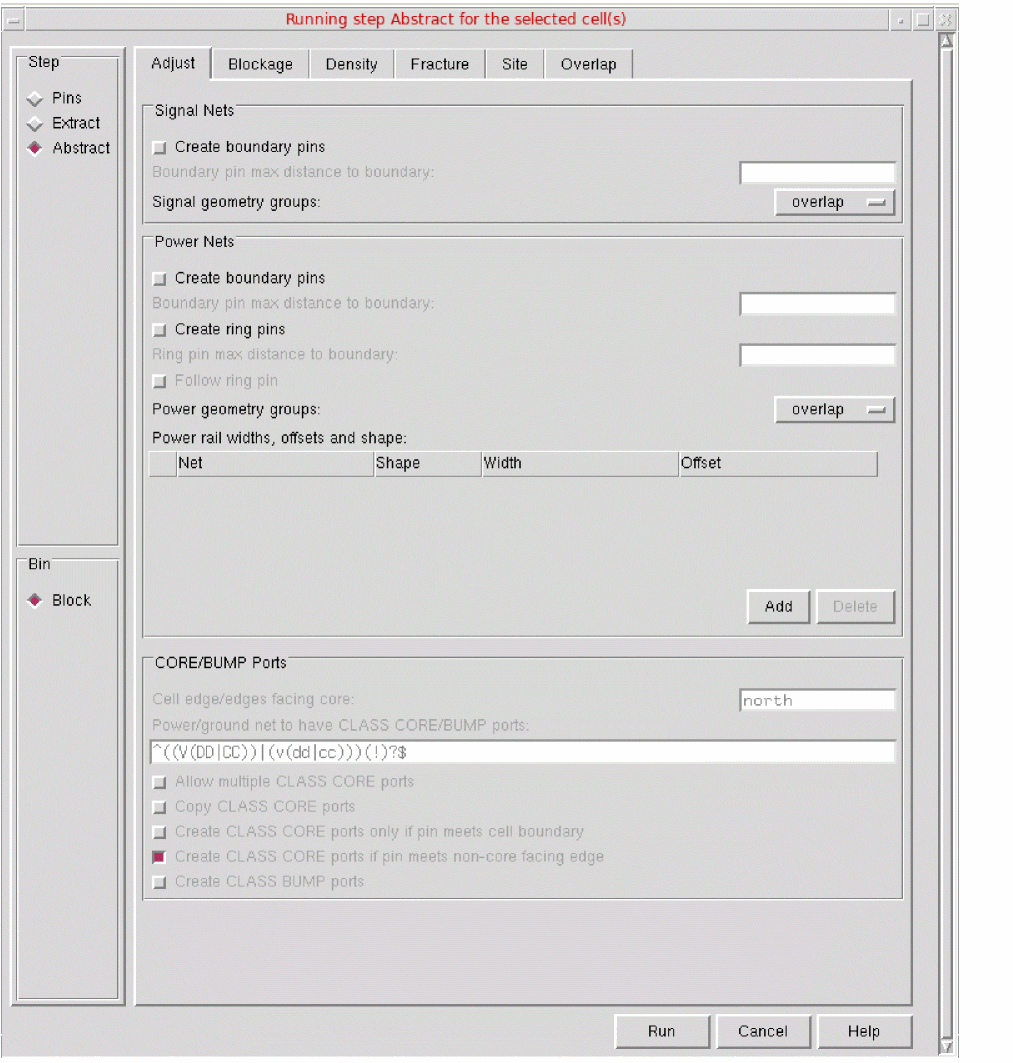 Running step Abstract for the selected cell(s)
Step
Pins
Extract
Abstract
Bin
Block
Adjust Blockage Density Fracture Site Overlap
Signal Nets
Create boundary pins
Boundary pin max distance to boundary:
Signal geometry groups: overlap
Power Nets
Create boundary pins
Boundary pin max distance to boundary:
Create ring pins
Ring pin max distance to boundary:
Follow ring pin
Power geometry groups: overlap
Power rail widths, offsets and shape:
Net Shape Width Offset
Add Delete
CORE/BUMP Ports
Cell edge/edges facing core: north
Power/ground net to have CLASS CORE/BUMP ports:
^((V(DD|CC))|(v(dd|cc)))(!)?$
Allow multiple CLASS CORE ports
Copy CLASS CORE ports
Create CLASS CORE ports only if pin meets cell boundary
Create CLASS CORE ports if pin meets non-core facing edge
Create CLASS BUMP ports
Run Cancel Help